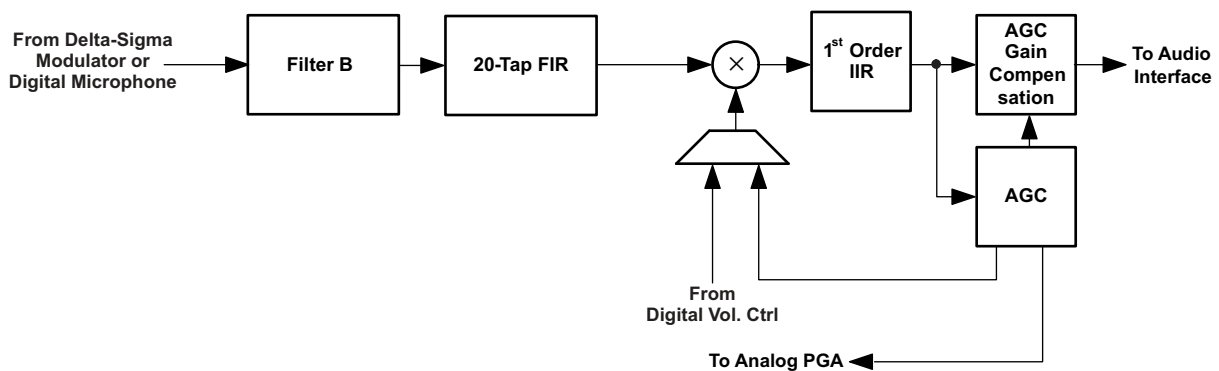 From Delta-Sigma
Modulator or
Digital Microphone
Filter B
20-Tap FIR
×
1st Order
IIR
AGC
Gain
Compen
sation
To Audio
Interface
AGC
From
Digital Vol. Ctrl
To Analog PGA